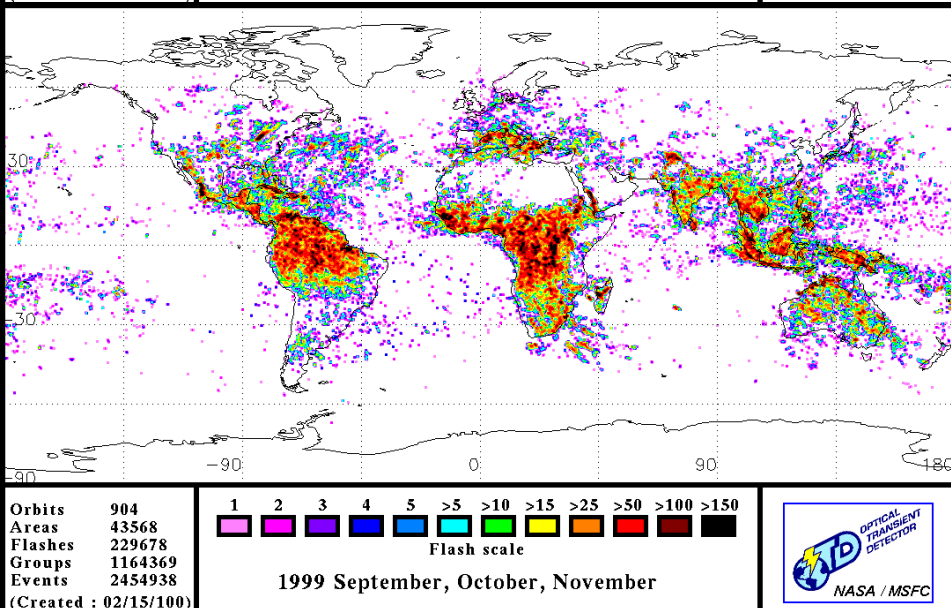 30
-30
-90
-90
0
90
180
Orbits 904
Areas 43568
Flashes 229678
Groups 1164369
Events 2454938
(Created : 02/15/100)
1 2 3 4 5 >5 >10 >15 >25 >50 >100 >150
Flash scale
1999 September, October, November
OTD
OPTICAL
TRANSIENT
DETECTOR
NASA / MSFC